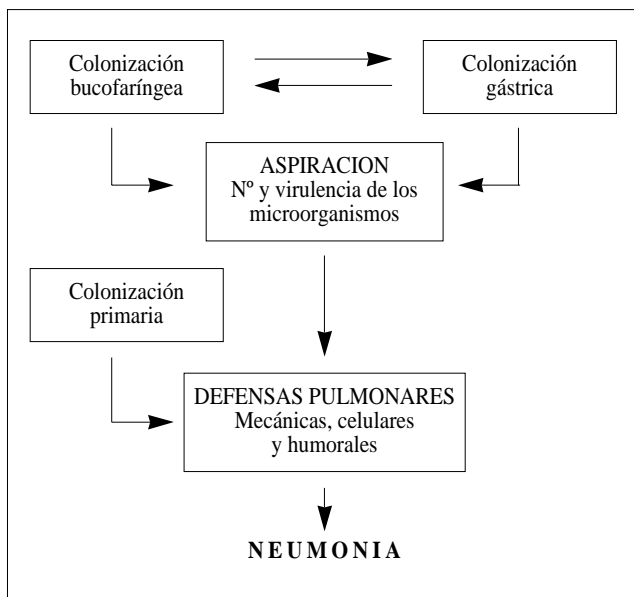 Colonización
bucofaríngea
Colonización
gástrica
ASPIRACION
Nº y virulencia de los
microorganismos
Colonización
primaria
DEFENSAS PULMONARES
Mecánicas, celulares
y humorales
NEUMONIA